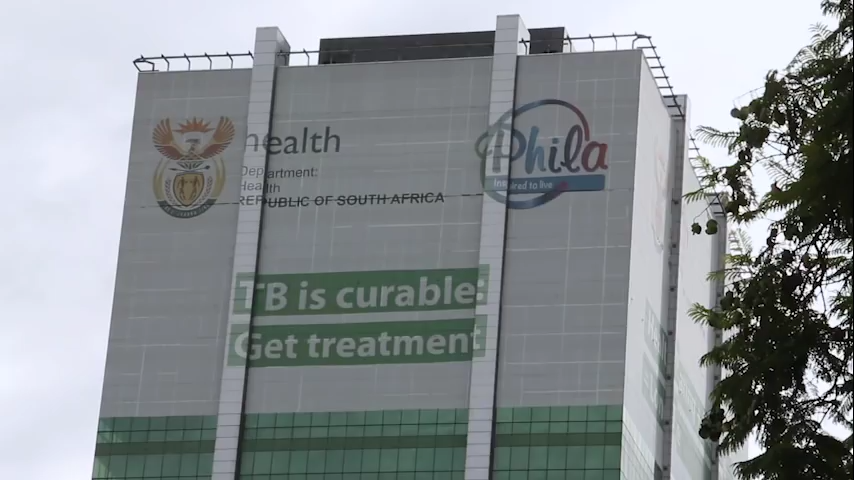 health
Department:
Health
REPUBLIC OF SOUTH AFRICA
Phila
Inspired to live
TB is curable:
Get treatment